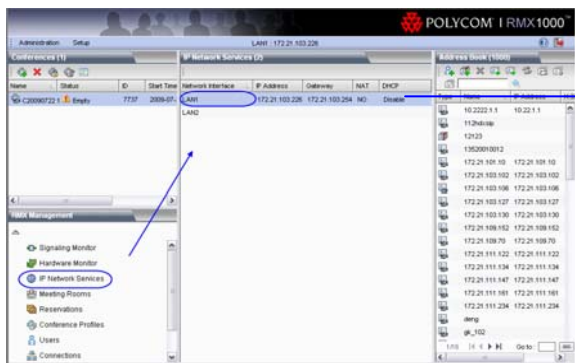 POLYCOM | RMX1000™
Administration Setup LAN1 : 172.21.103.226
Conferences (1)
Name Status ID Start Time
C20090722 1 Empty 7737 2009-07-
IP Network Services (2)
Network Interface IP Address Gateway NAT DHCP
LAN1 172.21.103.226 172.21.103.254 NO Disable
LAN2
RMX Management
Signaling Monitor
Hardware Monitor
IP Network Services
Meeting Rooms
Reservations
Conference Profiles
Users
Connections
Address Book (1000)
Type Name IP Address
10.22.1.1
12123
13520010012
172.21.101.10 172.21.101.10
172.21.103.102 172.21.103.102
172.21.103.106 172.21.103.106
172.21.103.127 172.21.103.127
172.21.103.130 172.21.103.130
172.21.109.152 172.21.109.152
172.21.109.70 172.21.109.70
172.21.111.122 172.21.111.122
172.21.111.134 172.21.111.134
172.21.111.147 172.21.111.147
172.21.111.161 172.21.111.161
172.21.111.234 172.21.111.234
deng
gk_102
Go to: